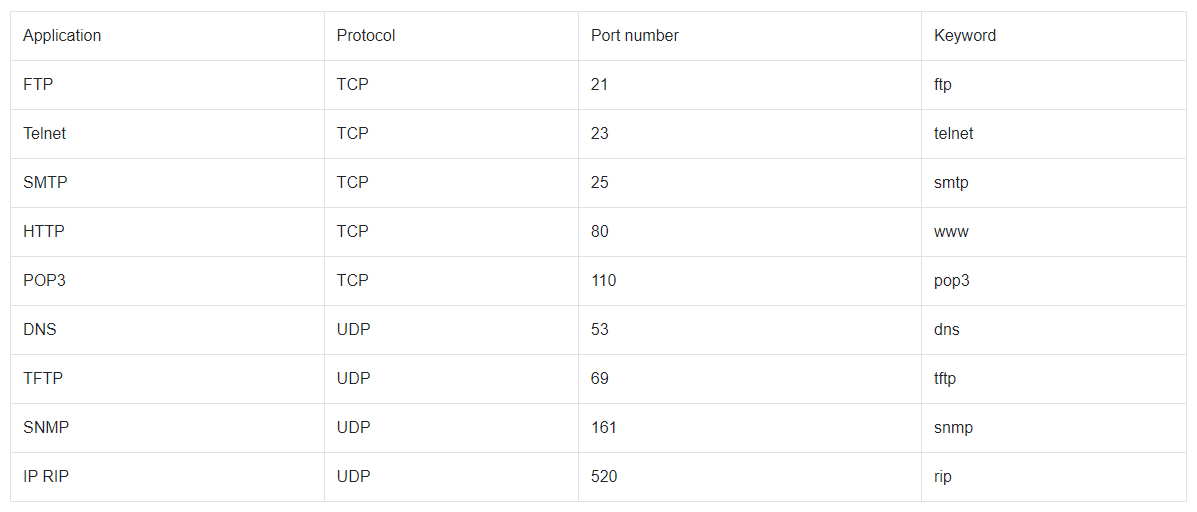 Application Protocol Port number Keyword
FTP TCP 21 ftp
Telnet TCP 23 telnet
SMTP TCP 25 smtp
HTTP TCP 80 www
POP3 TCP 110 pop3
DNS UDP 53 dns
TFTP UDP 69 tftp
SNMP UDP 161 snmp
IP RIP UDP 520 rip